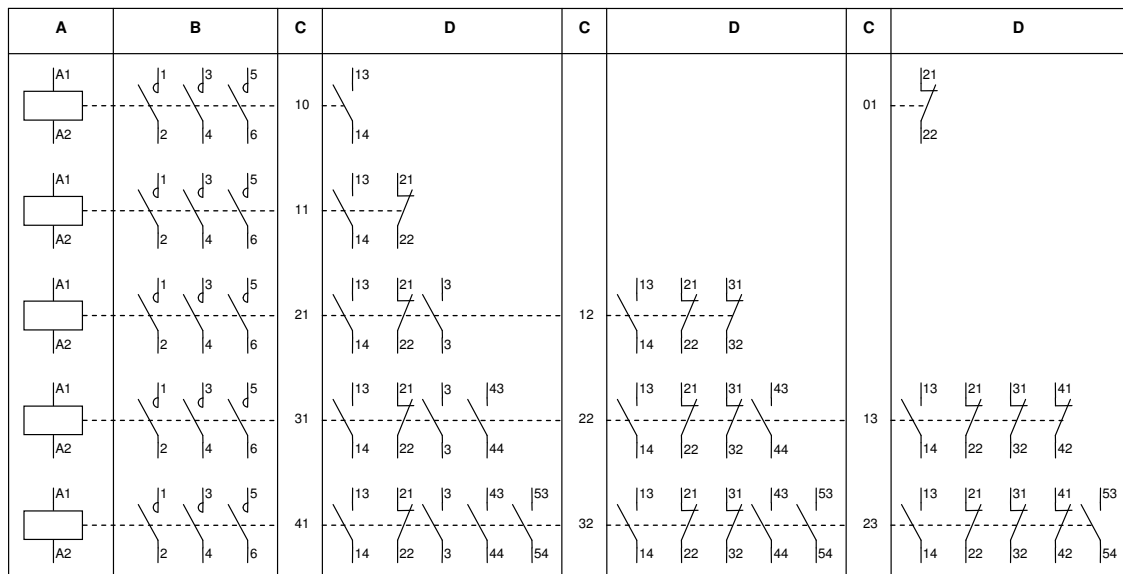 A B C D C D C D
A1 1 3 5 13 21
10 01
A2 2 4 6 14 22
A1 1 3 5 13 21
11
A2 2 4 6 14 22
A1 1 3 5 13 21 3 13 21 31
21 12
A2 2 4 6 14 22 3 14 22 32
A1 1 3 5 13 21 3 43 13 21 31 43 13 21 31 41
31 22 13
A2 2 4 6 14 22 3 44 14 22 32 44 14 22 32 42
A1 1 3 5 13 21 3 43 53 13 21 31 43 53 13 21 31 41 53
41 32 23
A2 2 4 6 14 22 3 44 54 14 22 32 44 54 14 22 32 42 54